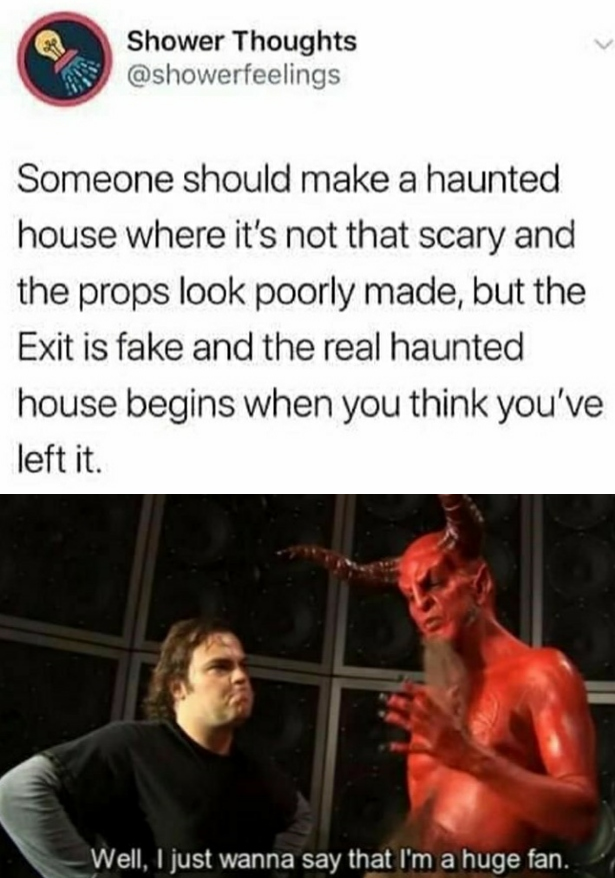 Shower Thoughts
@showerfeelings
Someone should make a haunted
house where it's not that scary and
the props look poorly made, but the
Exit is fake and the real haunted
house begins when you think you've
left it.
Well, I just wanna say that I'm a huge fan.